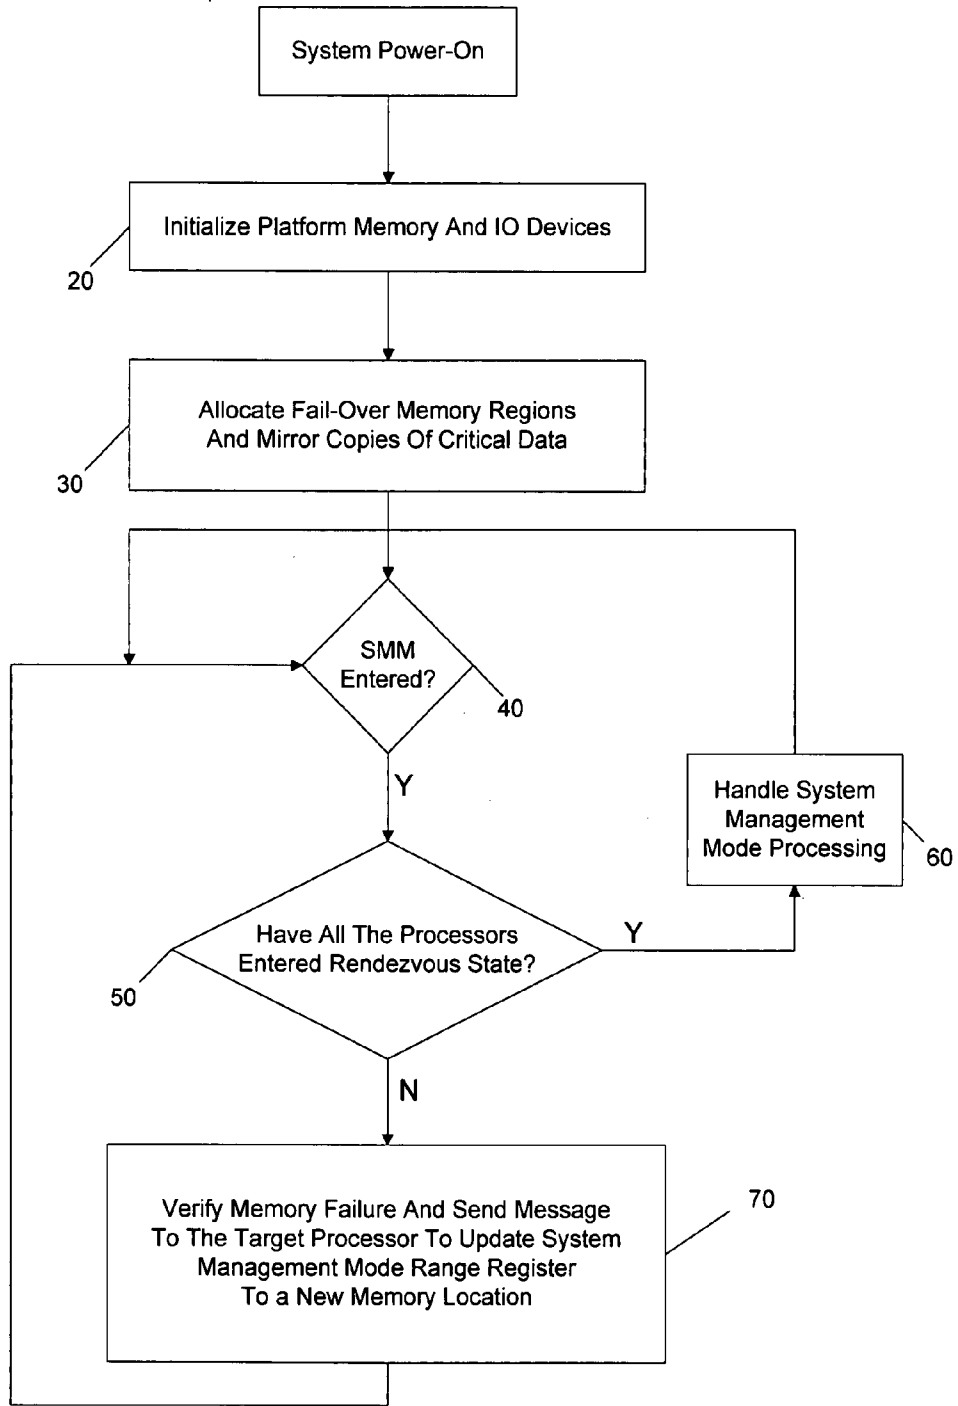 System Power-On
Initialize Platform Memory And IO Devices
20
Allocate Fail-Over Memory Regions
And Mirror Copies Of Critical Data
30
SMM
Entered?
40
Y
Handle System
Management
Mode Processing
60
Have All The Processors
Entered Rendezvous State?
Y
50
N
Verify Memory Failure And Send Message
To The Target Processor To Update System
Management Mode Range Register
To a New Memory Location
70